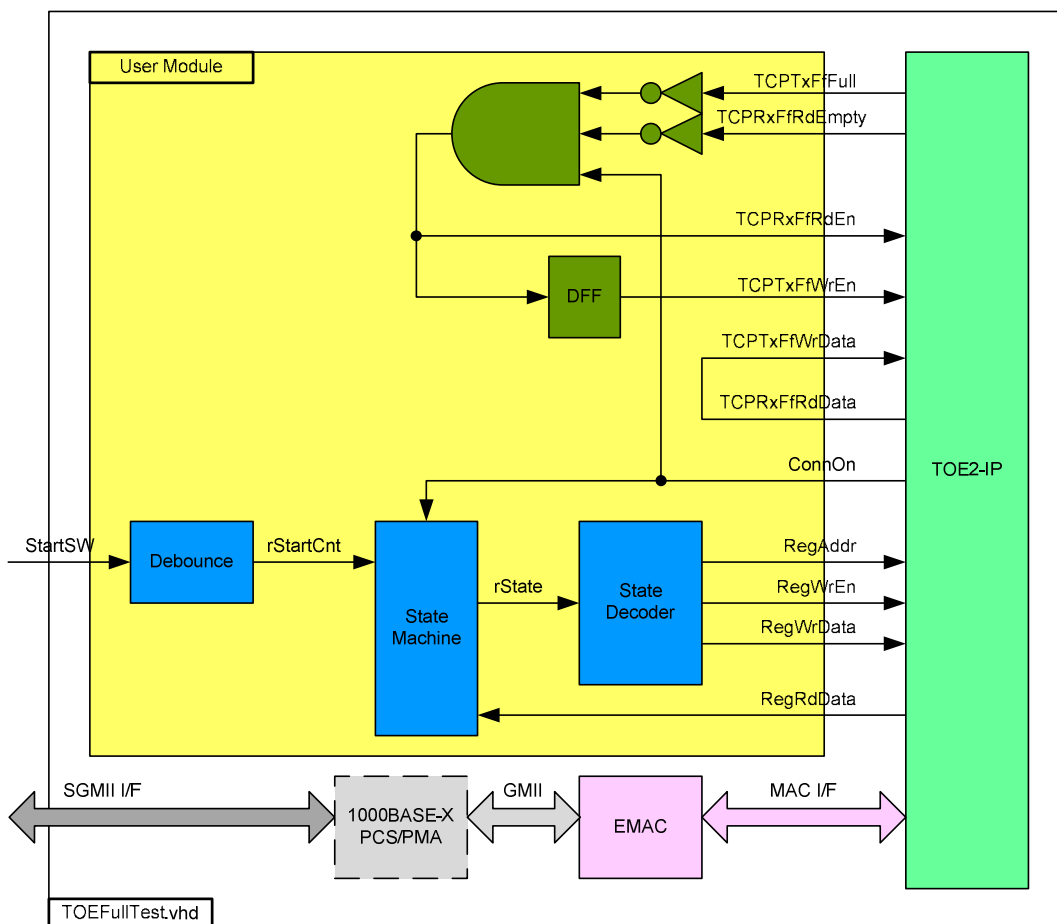 User Module
TCPTxFfFull
TCPRxFfRdEmpty
TCPRxFfRdEn
DFF
TCPTxFfWrEn
TCPTxFfWrData
TCPRxFfRdData
ConnOn
TOE2-IP
StartSW
Debounce
rStartCnt
State
Machine
rState
State
Decoder
RegAddr
RegWrEn
RegWrData
RegRdData
SGMII I/F
1000BASE-X
PCS/PMA
GMII
EMAC
MAC I/F
TOEFullTest.vhd